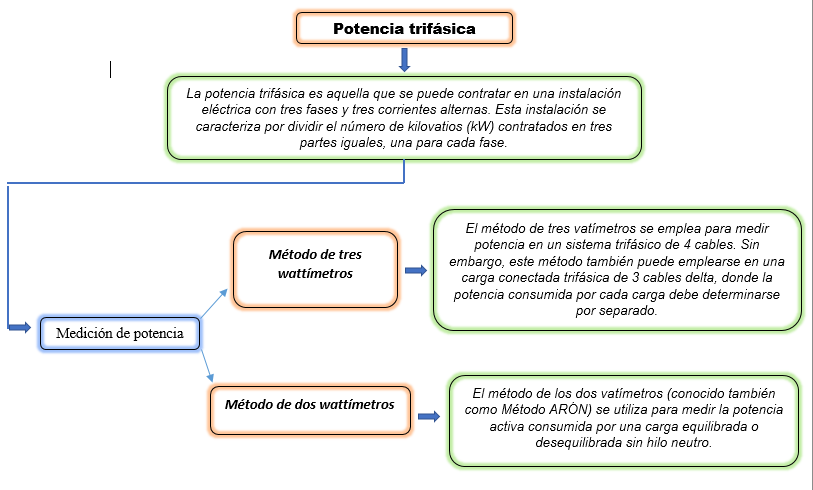 Potencia trifásica
La potencia trifásica es aquella que se puede contratar en una instalación
eléctrica con tres fases y tres corrientes alternas. Esta instalación se
caracteriza por dividir el número de kilovatios (kW) contratados en tres
partes iguales, una para cada fase.
Medición de potencia
Método de tres
wattímetros
El método de tres vatímetros se emplea para medir
potencia en un sistema trifásico de 4 cables. Sin
embargo, este método también puede emplearse en una
carga conectada trifásica de 3 cables delta, donde la
potencia consumida por cada carga debe determinarse
por separado.
Método de dos wattímetros
El método de los dos vatímetros (conocido también
como Método ARÓN) se utiliza para medir la potencia
activa consumida por una carga equilibrada o
desequilibrada sin hilo neutro.